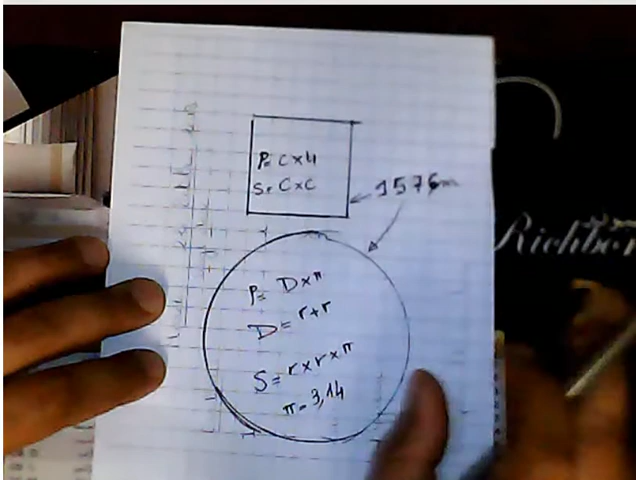 P= C x 4
S= C x C
1576m
P= D x π
D= r+r
S= r x r x π
π= 3,14